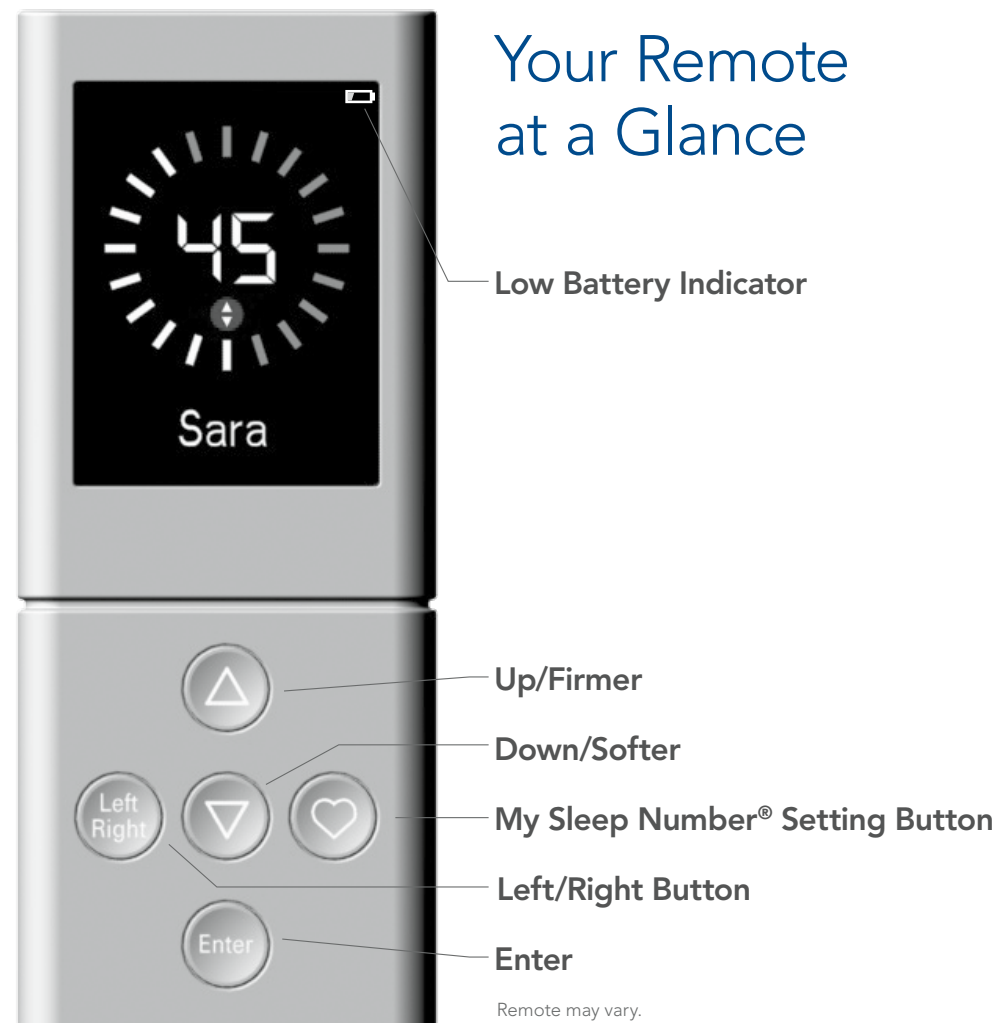 Your Remote
at a Glance
45
Sara
Low Battery Indicator
Up/Firmer
Down/Softer
Left
Right
My Sleep Number® Setting Button
Left/Right Button
Enter
Enter
Remote may vary.